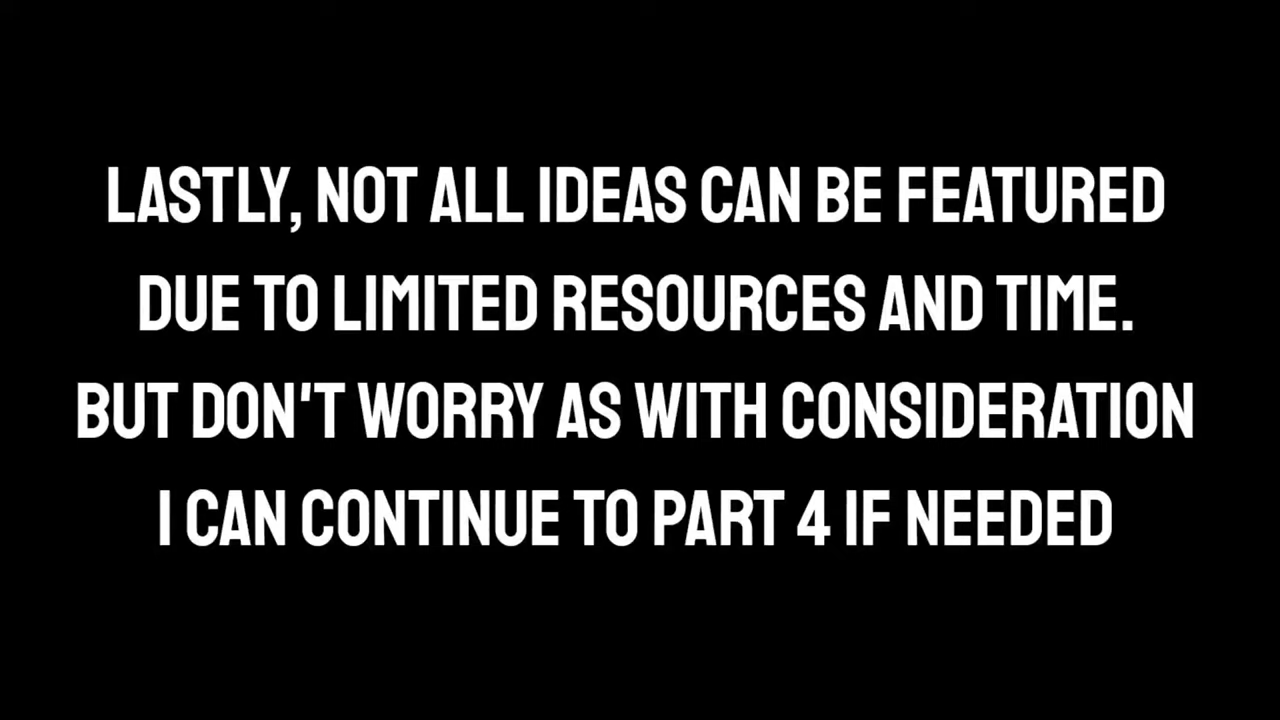 LASTLY, NOT ALL IDEAS CAN BE FEATURED
DUE TO LIMITED RESOURCES AND TIME.
BUT DON'T WORRY AS WITH CONSIDERATION
I CAN CONTINUE TO PART 4 IF NEEDED